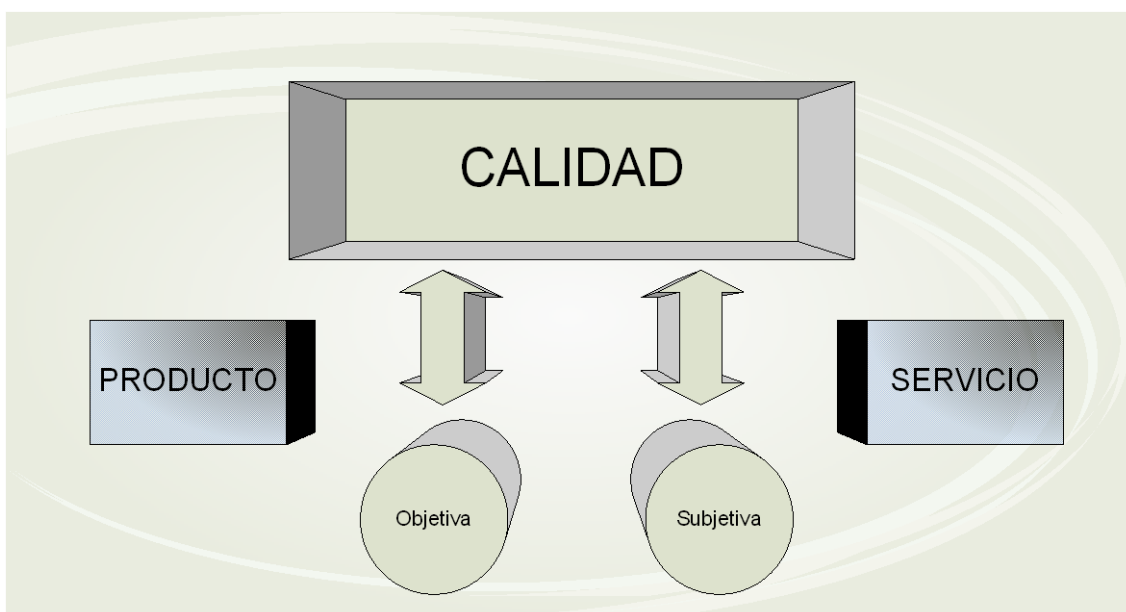 CALIDAD
PRODUCTO
SERVICIO
Objetiva
Subjetiva